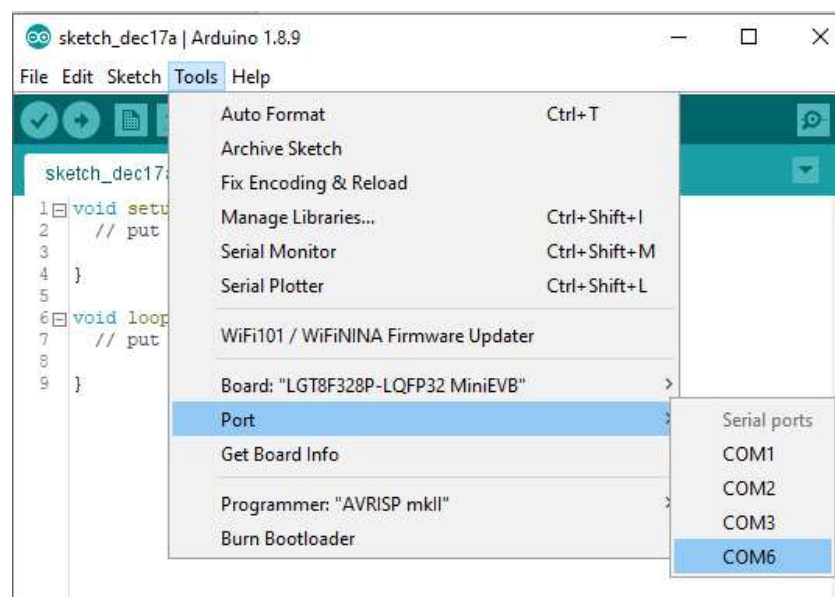 sketch_dec17a | Arduino 1.8.9
File Edit Sketch Tools Help
Auto Format Ctrl+T
Archive Sketch
sketch_dec17a
Fix Encoding & Reload
1 void setu
Manage Libraries... Ctrl+Shift+I
2 // put
3
Serial Monitor Ctrl+Shift+M
4 }
Serial Plotter Ctrl+Shift+L
5
6 void loop
7 // put
WiFi101 / WiFiNINA Firmware Updater
8
9 }
Board: "LGT8F328P-LQFP32 MiniEVB"
Port
Serial ports
Get Board Info
COM1
COM2
Programmer: "AVRISP mkII"
COM3
Burn Bootloader
COM6